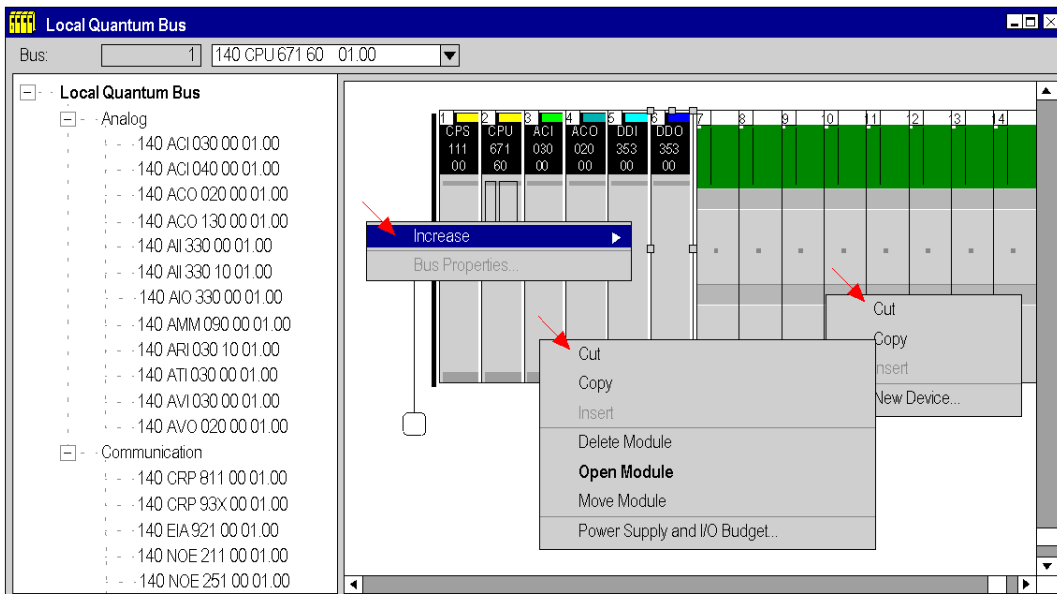 Local Quantum Bus
Bus: 1 140 CPU 671 60 01.00
Local Quantum Bus
Analog
140 ACI 030 00 01.00
140 ACI 040 00 01.00
140 ACO 020 00 01.00
140 ACO 130 00 01.00
140 AII 330 00 01.00
140 AII 330 10 01.00
140 AIO 330 00 01.00
140 AMM 090 00 01.00
140 ARI 030 10 01.00
140 ATI 030 00 01.00
140 AVI 030 00 01.00
140 AVO 020 00 01.00
Communication
140 CRP 811 00 01.00
140 CRP 93X 00 01.00
140 EIA 921 00 01.00
140 NOE 211 00 01.00
140 NOE 251 00 01.00
1 2 3 4 5 6 7 8 9 10 11 12 13 14
CPS CPU ACI ACO DDI DDO
111 671 030 020 353 353
00 60 00 00 00 00
Increase
Bus Properties...
Cut
Copy
Insert
Delete Module
Open Module
Move Module
Power Supply and I/O Budget...
Cut
Copy
nsert
New Device...